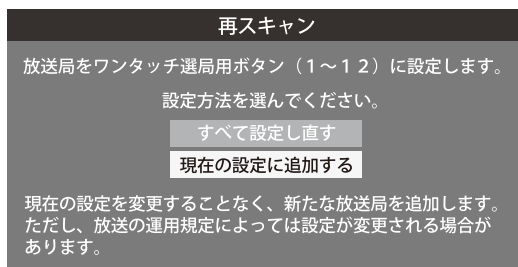 再スキャン
放送局をワンタッチ選局用ボタン（１～１２）に設定します。
設定方法を選んでください。
すべて設定し直す
現在の設定に追加する
現在の設定を変更することなく、新たな放送局を追加します。
ただし、放送の運用規定によっては設定が変更される場合が
あります。